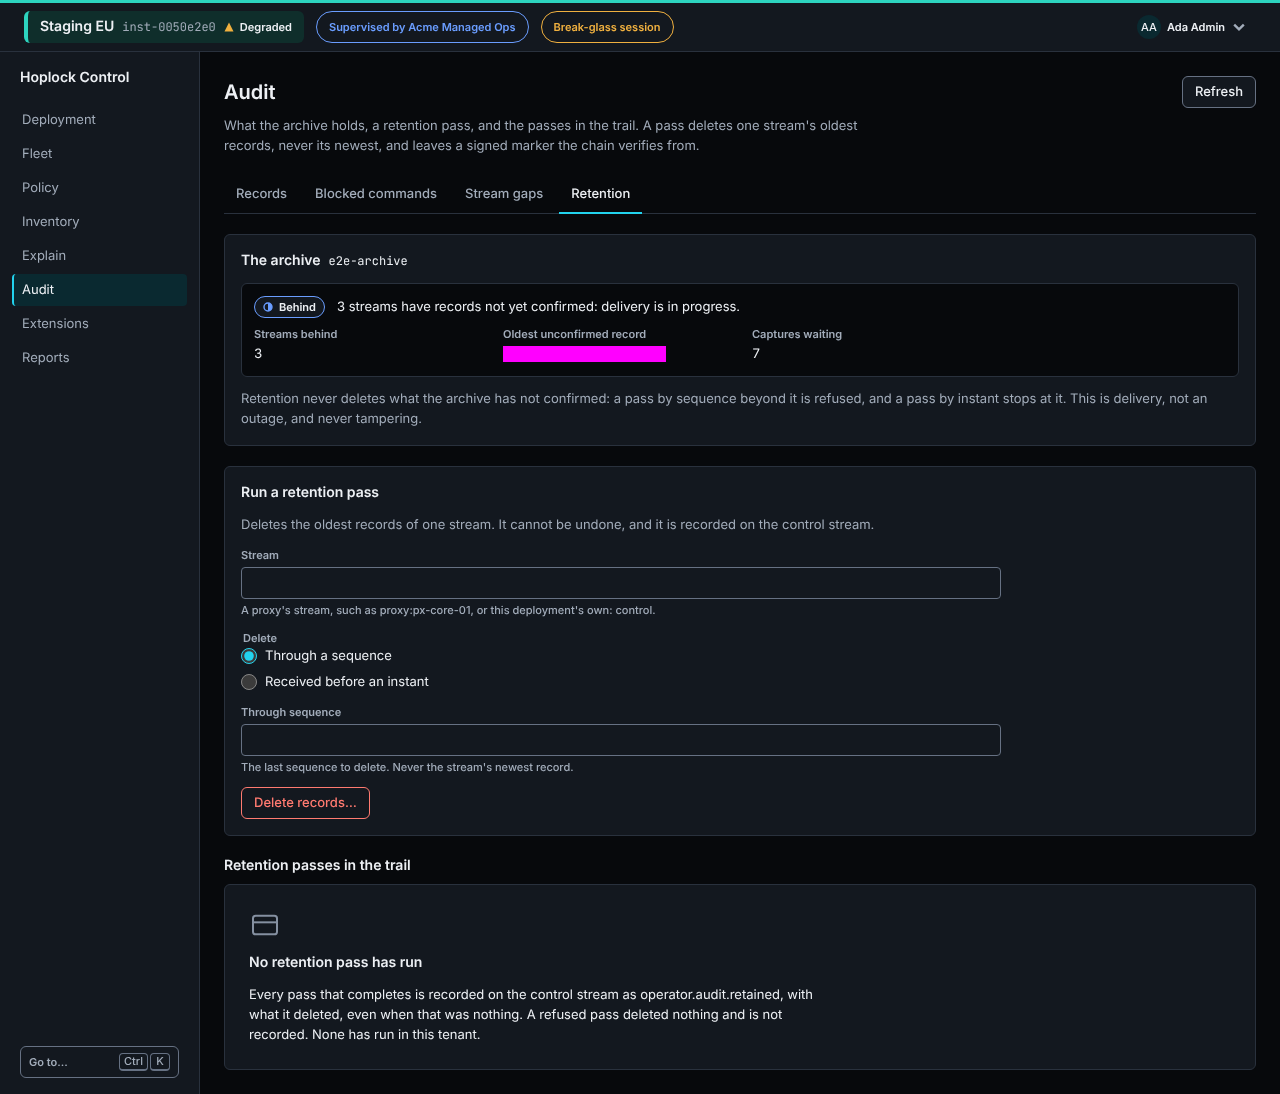 Staging EU inst-0050e2e0 Degraded
Supervised by Acme Managed Ops
Break-glass session
AA Ada Admin
Hoplock Control
Deployment
Fleet
Policy
Inventory
Explain
Audit
Extensions
Reports
Go to...
Ctrl K
Audit
Refresh
What the archive holds, a retention pass, and the passes in the trail. A pass deletes one stream's oldest
records, never its newest, and leaves a signed marker the chain verifies from.
Records Blocked commands Stream gaps Retention
The archive e2e-archive
Behind 3 streams have records not yet confirmed: delivery is in progress.
Streams behind Oldest unconfirmed record Captures waiting
3 7
Retention never deletes what the archive has not confirmed: a pass by sequence beyond it is refused, and a pass by instant stops at it. This is delivery, not an
outage, and never tampering.
Run a retention pass
Deletes the oldest records of one stream. It cannot be undone, and it is recorded on the control stream.
Stream
A proxy's stream, such as proxy:px-core-01, or this deployment's own: control.
Delete
Through a sequence
Received before an instant
Through sequence
The last sequence to delete. Never the stream's newest record.
Delete records...
Retention passes in the trail
No retention pass has run
Every pass that completes is recorded on the control stream as operator.audit.retained, with
what it deleted, even when that was nothing. A refused pass deleted nothing and is not
recorded. None has run in this tenant.